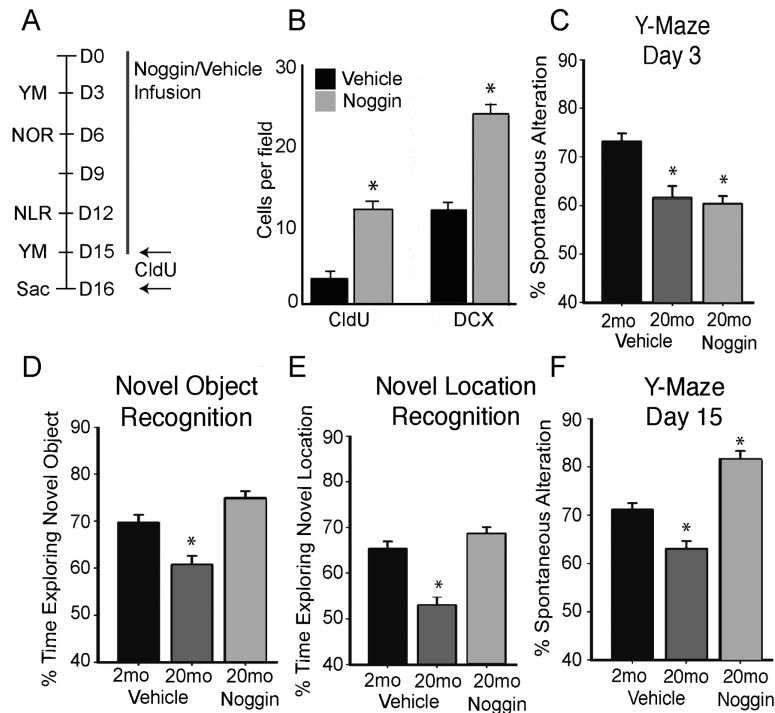 A
D0
YM
D3
NOR
D6
D9
NLR
D12
YM
D15
Sac
D16
Noggin/Vehicle
Infusion
CldU
B
Cells per field
30
20
10
0
Vehicle
Noggin
*
*
CldU
DCX
C
Y-Maze
Day 3
% Spontaneous Alteration
90
80
70
60
50
40
*
*
2mo
20mo
20mo
Vehicle
Noggin
D
Novel Object
Recognition
% Time Exploring Novel Object
90
80
70
60
50
40
*
2mo
20mo
20mo
Vehicle
Noggin
E
Novel Location
Recognition
% Time Exploring Novel Location
90
80
70
60
50
40
*
2mo
20mo
20mo
Vehicle
Noggin
F
Y-Maze
Day 15
% Spontaneous Alteration
90
80
70
60
50
40
*
*
2mo
20mo
20mo
Vehicle
Noggin